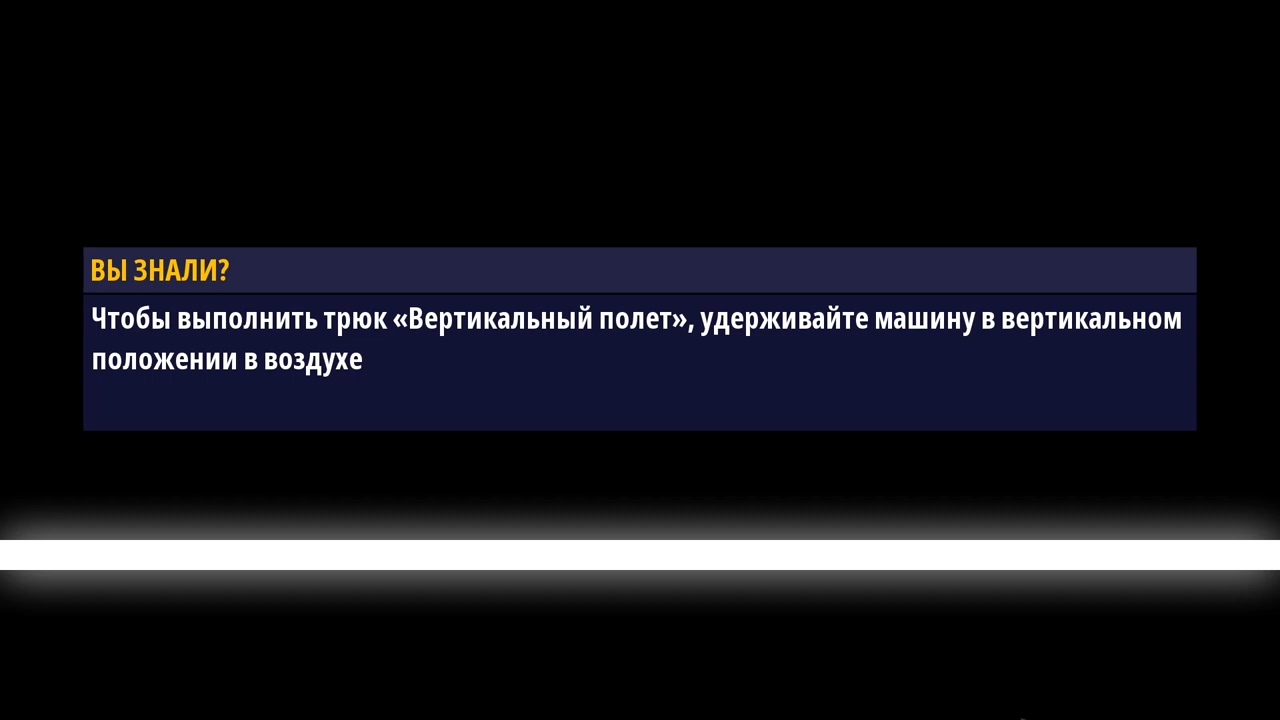 ВЫ ЗНАЛИ?
Чтобы выполнить трюк «Вертикальный полет», удерживайте машину в вертикальном
положении в воздухе